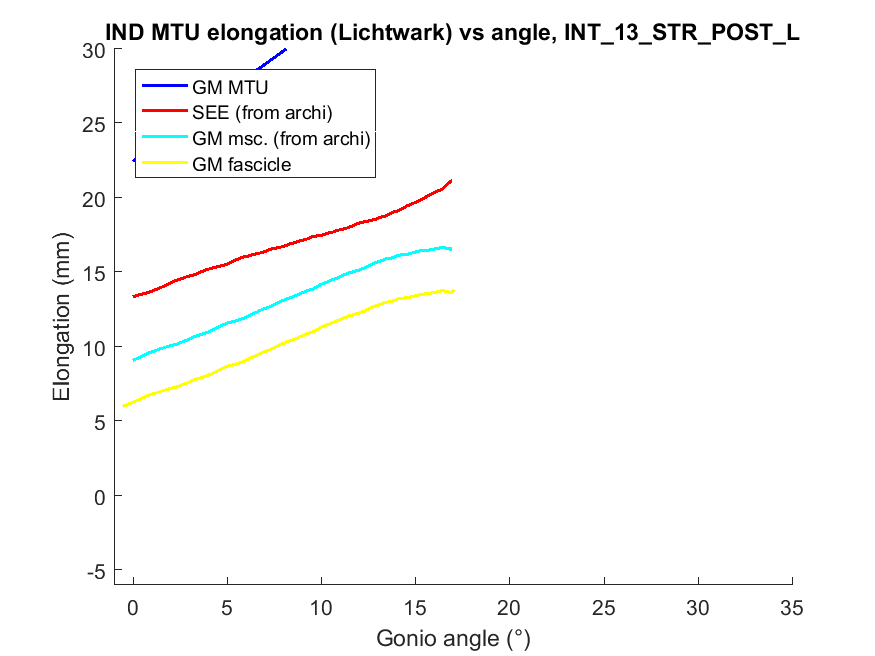 IND MTU elongation (Lichtwark) vs angle, INT_13_STR_POST_L
30
25
20
15
10
5
0
-5
Elongation (mm)
GM MTU
SEE (from archi)
GM msc. (from archi)
GM fascicle
0 5 10 15 20 25 30 35
Gonio angle (°)